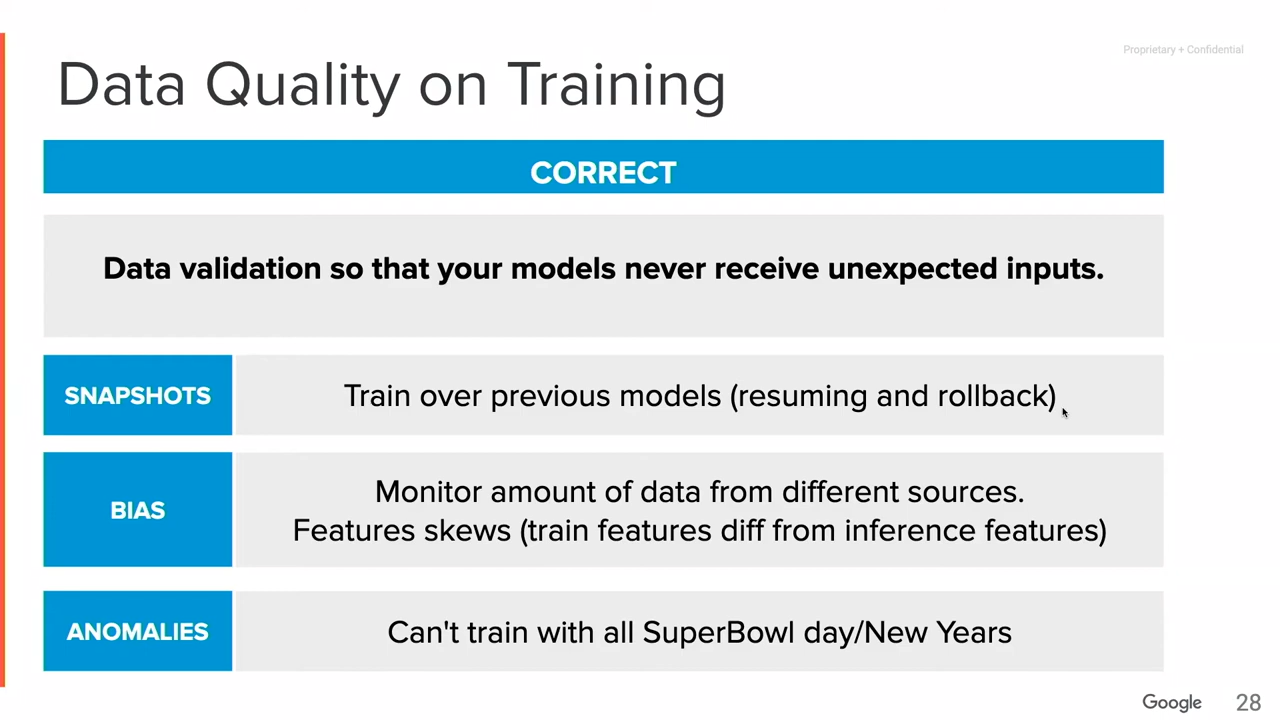 Proprietary + Confidential
Data Quality on Training
CORRECT
Data validation so that your models never receive unexpected inputs.
SNAPSHOTS
Train over previous models (resuming and rollback)
BIAS
Monitor amount of data from different sources.
Features skews (train features diff from inference features)
ANOMALIES
Can't train with all SuperBowl day/New Years
Google
28